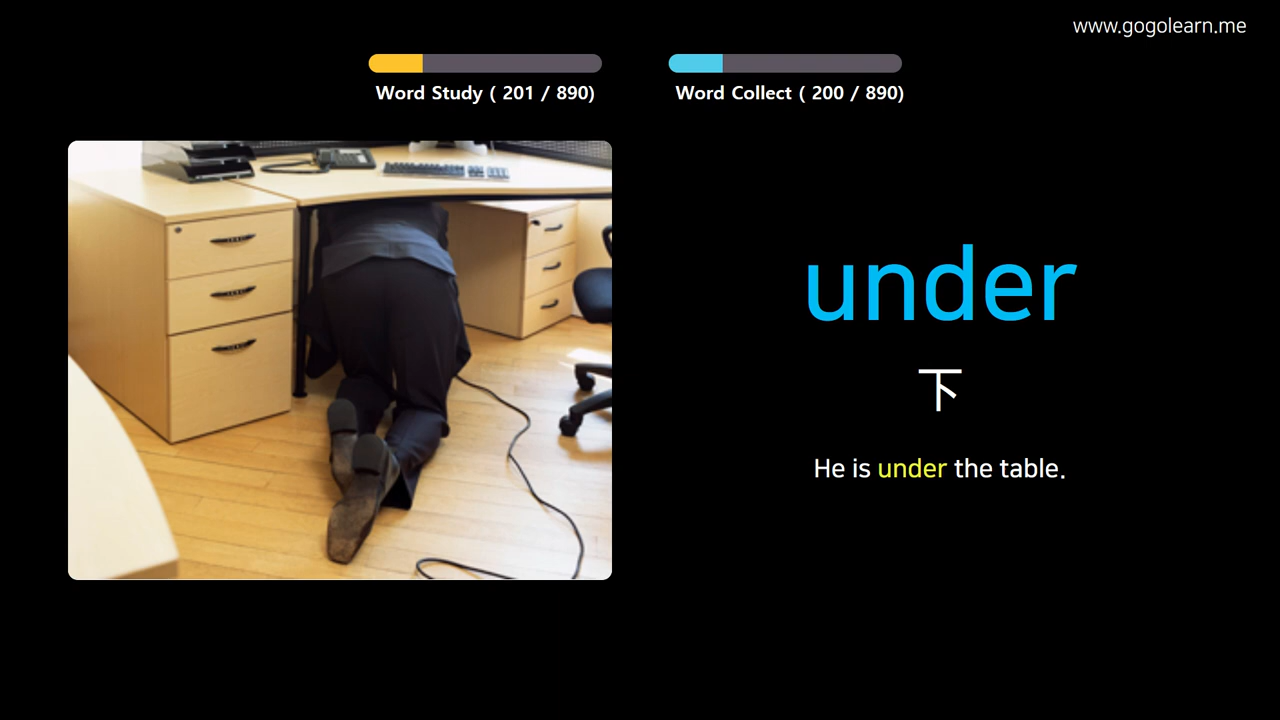 www.gogolearn.me
Word Study ( 201 / 890)
Word Collect ( 200 / 890)
under
下
He is under the table.